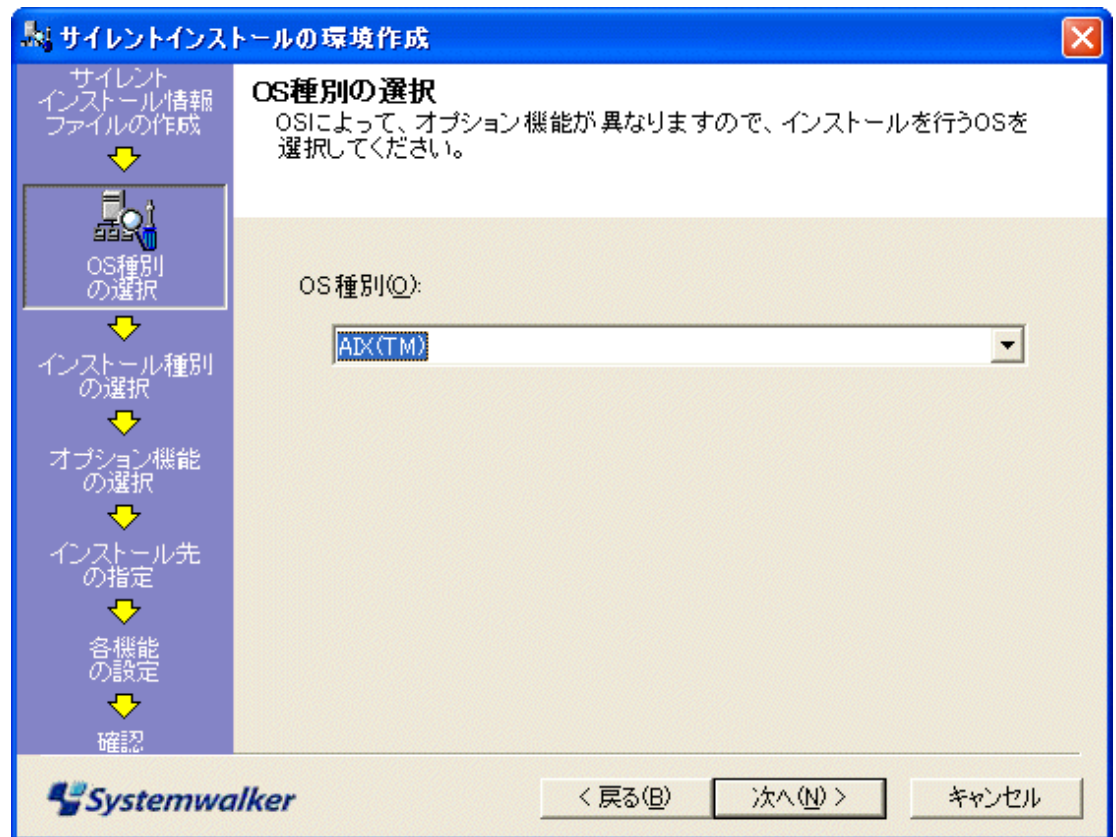 サイレントインストールの環境作成
サイレント
インストール情報
ファイルの作成
OS種別
の選択
インストール種別
の選択
オプション機能
の選択
インストール先
の指定
各機能
の設定
確認
OS種別の選択
OSによって、オプション機能が異なりますので、インストールを行うOSを
選択してください。
OS種別(O):
AIX(TM)
Systemwalker
< 戻る(B)
次へ(N) >
キャンセル